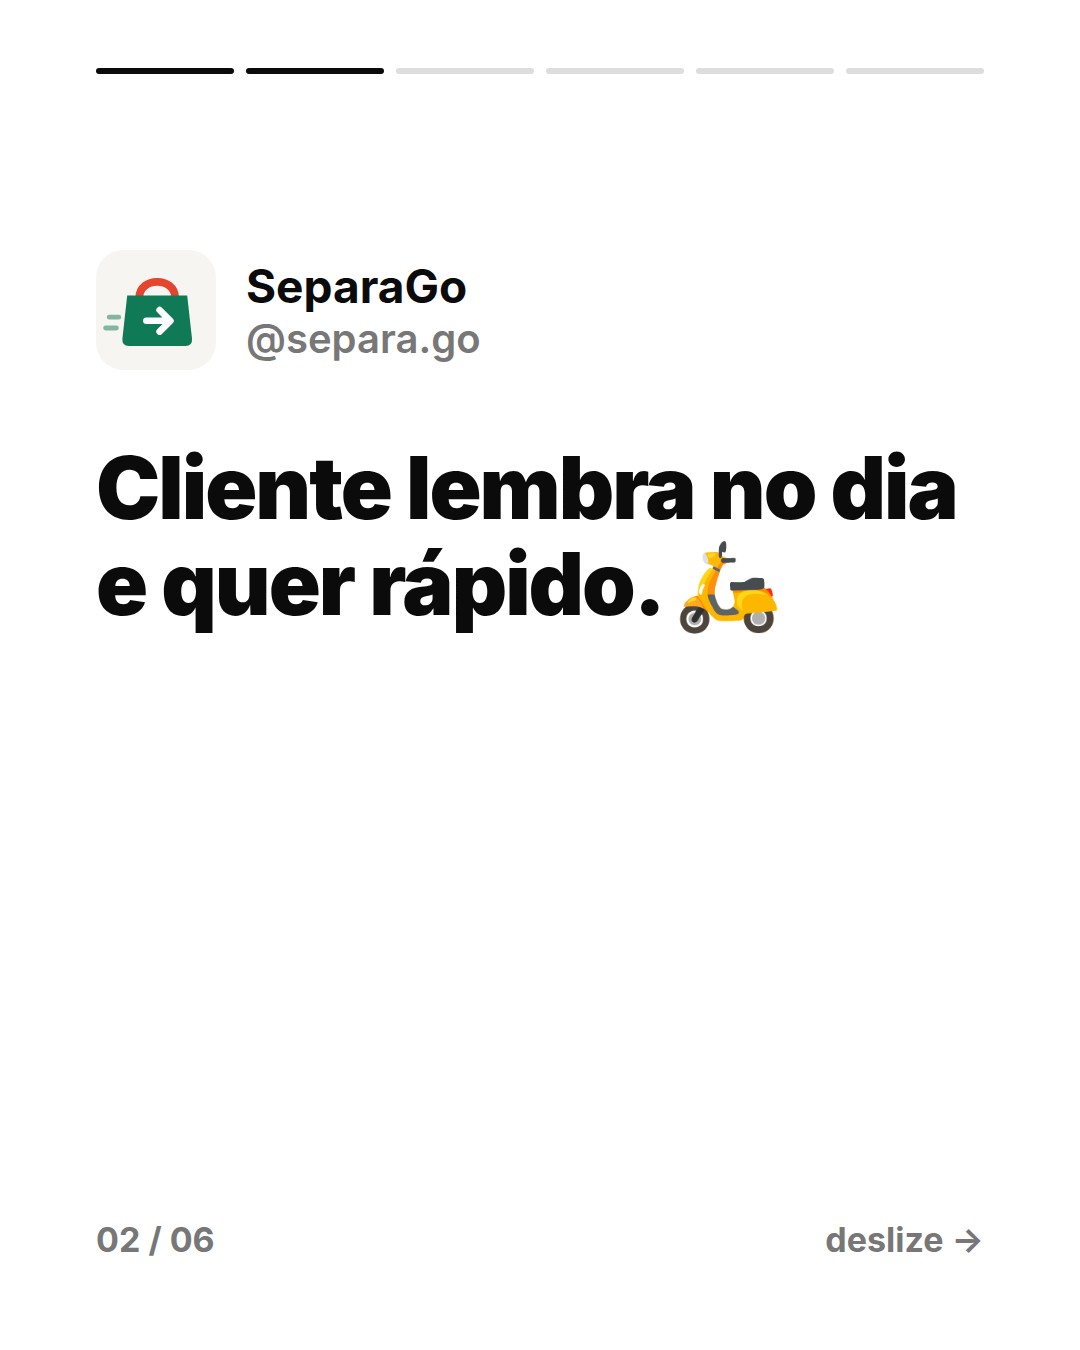 SeparaGo
@separa.go
Cliente lembra no dia
e quer rápido. 🛵
02 / 06
deslize →